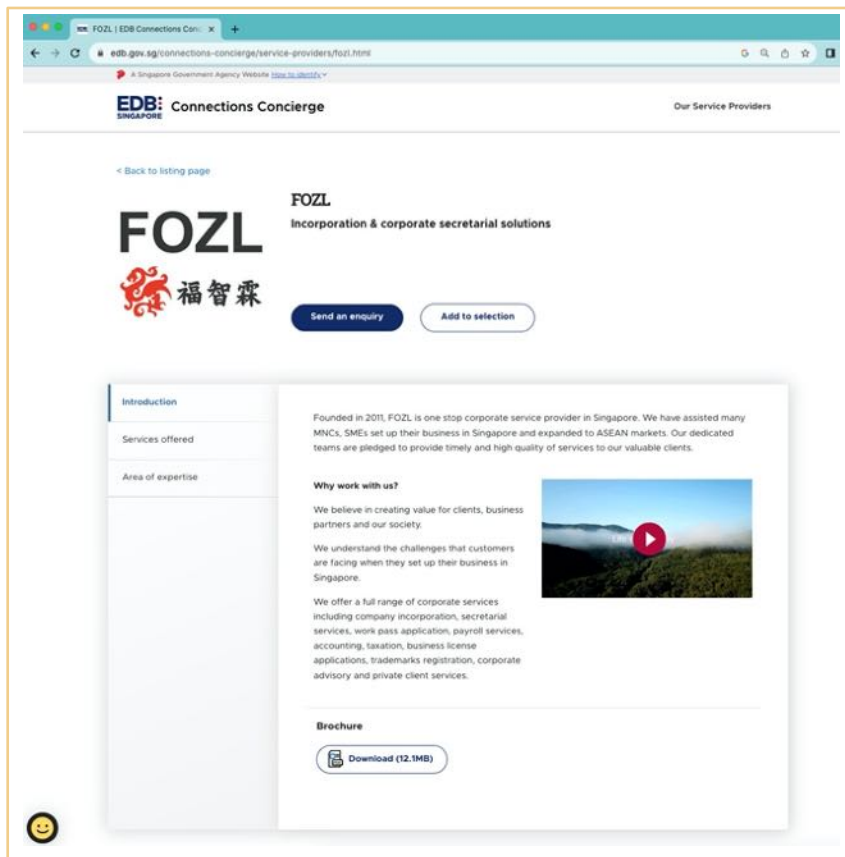 FOZL | EDB Connections Conc
edb.gov.sg/connections-concierge/service-providers/fozl.html
A Singapore Government Agency Website How to identify
EDB:
SINGAPORE
Connections Concierge
Our Service Providers
< Back to listing page
FOZL
福智霖
FOZL
Incorporation & corporate secretarial solutions
Send an enquiry
Add to selection
Introduction
Services offered
Area of expertise
Founded in 2011, FOZL is one stop corporate service provider in Singapore. We have assisted many
MNCs, SMEs set up their business in Singapore and expanded to ASEAN markets. Our dedicated
teams are pledged to provide timely and high quality of services to our valuable clients.
Why work with us?
We believe in creating value for clients, business
partners and our society.
We understand the challenges that customers
are facing when they set up their business in
Singapore.
We offer a full range of corporate services
including company incorporation, secretarial
services, work pass application, payroll services,
accounting, taxation, business license
applications, trademarks registration, corporate
advisory and private client services.
Brochure
Download (12.1MB)